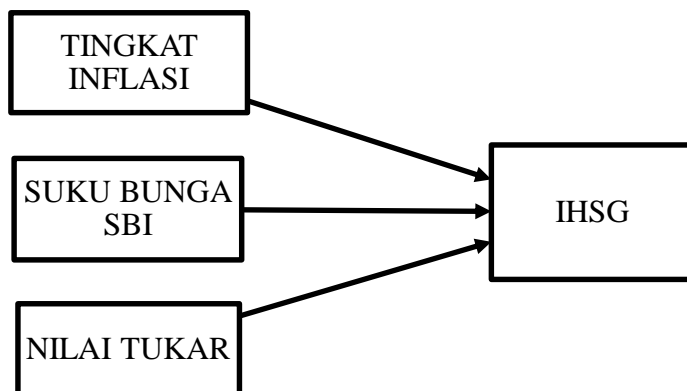 TINGKAT
INFLASI
SUKU BUNGA
SBI
IHSG
NILAI TUKAR